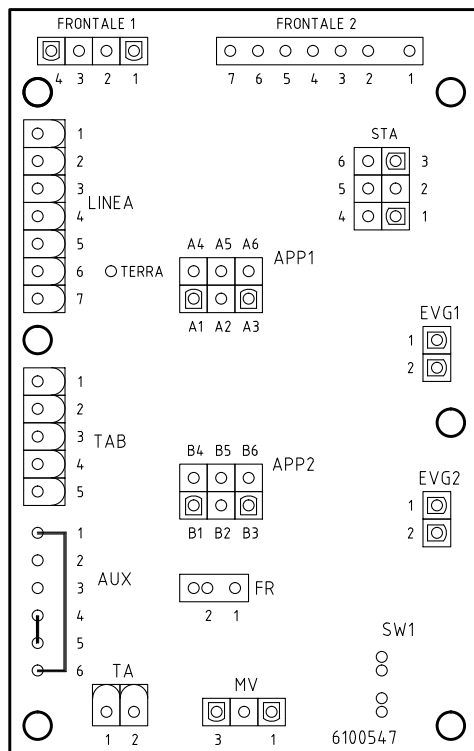 FRONTALE 1
FRONTALE 2
4 3 2 1
7 6 5 4 3 2 1
1
2
3
4
5
6
7
LINEA
TERRA
STA
6 3
5 2
4 1
A4 A5 A6
APP1
A1 A2 A3
EVG1
1
2
1
2
3
4
5
TAB
B4 B5 B6
APP2
B1 B2 B3
EVG2
1
2
1
2
3
4
5
6
AUX
FR
2 1
SW1
TA
1 2
MV
3 1
6100547